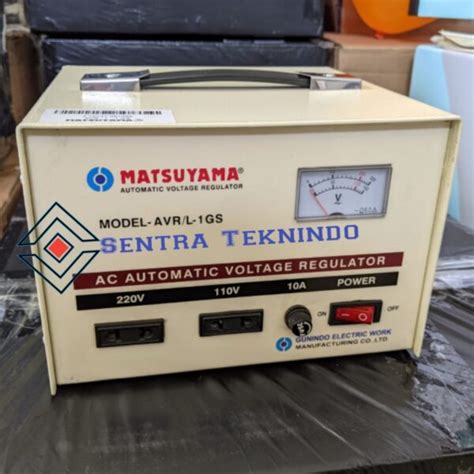 MATSUYAMA
MATSUYAMA®
AUTOMATIC VOLTAGE REGULATOR
V
MODEL-AVR/L-1GS
SENTRA TEKNINDO
AC AUTOMATIC VOLTAGE REGULATOR
220V 110V 10A POWER
ON OFF
GUNINDO ELECTRIC WORK
MANUFACTURING CO.,LTD.